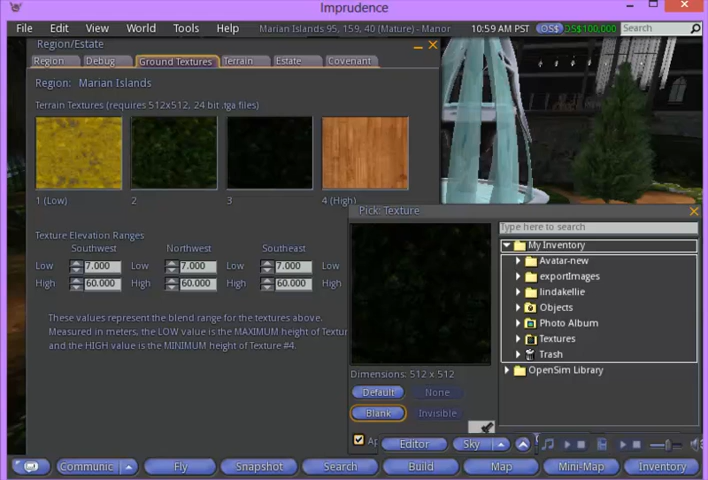 Imprudence
File Edit View World Tools Help Marian Islands 95, 159, 40 (Mature) - Manor 10:59 AM PST OS$ OS$100,000 Search
Region/Estate
Region Debug Ground Textures Terrain Estate Covenant
Region: Marian Islands
Terrain Textures (requires 512x512, 24 bit .tga files)
1 (Low) 2 3 4 (High)
Texture Elevation Ranges
Southwest Northwest Southeast
Low 7.000 Low 7.000 Low 7.000
High 60.000 High 60.000 High 60.000
These values represent the blend range for the textures above.
Measured in meters, the LOW value is the MAXIMUM height of Textur
and the HIGH value is the MINIMUM height of Texture #4.
Pick: Texture
Type here to search
My Inventory
Avatar-new
exportImages
lindakellie
Objects
Photo Album
Textures
Trash
OpenSim Library
Dimensions: 512 x 512
Default None
Blank Invisible
Ap
Editor Sky
Communic Fly Snapshot Search Build Map Mini-Map Inventory